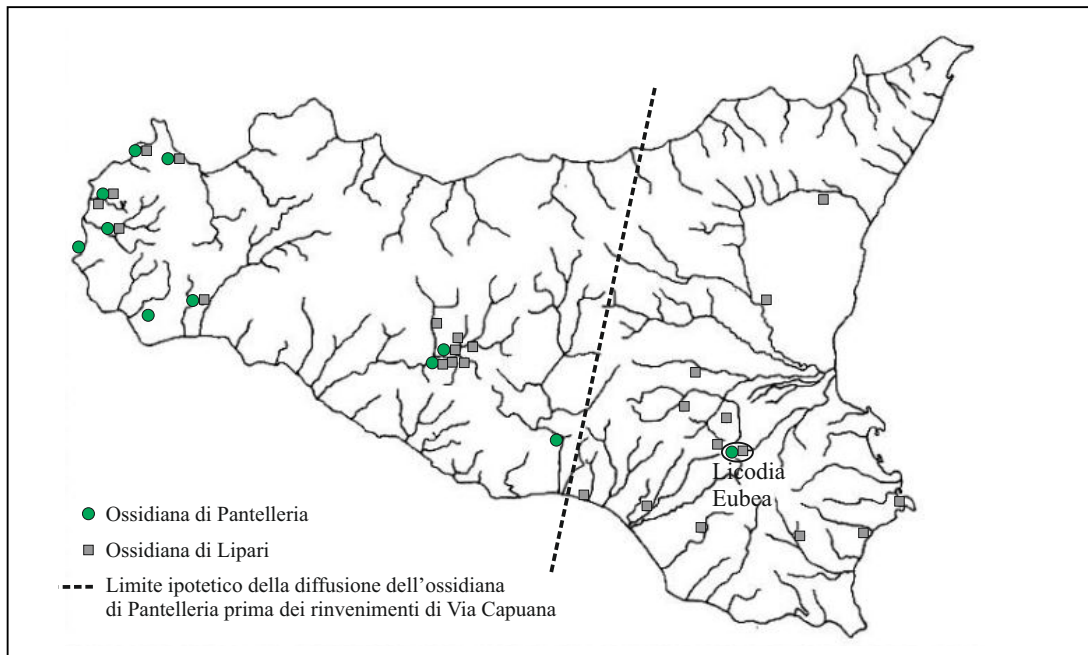 Licodia
Eubea
Ossidiana di Pantelleria
Ossidiana di Lipari
Limite ipotetico della diffusione dell’ossidiana
di Pantelleria prima dei rinvenimenti di Via Capuana